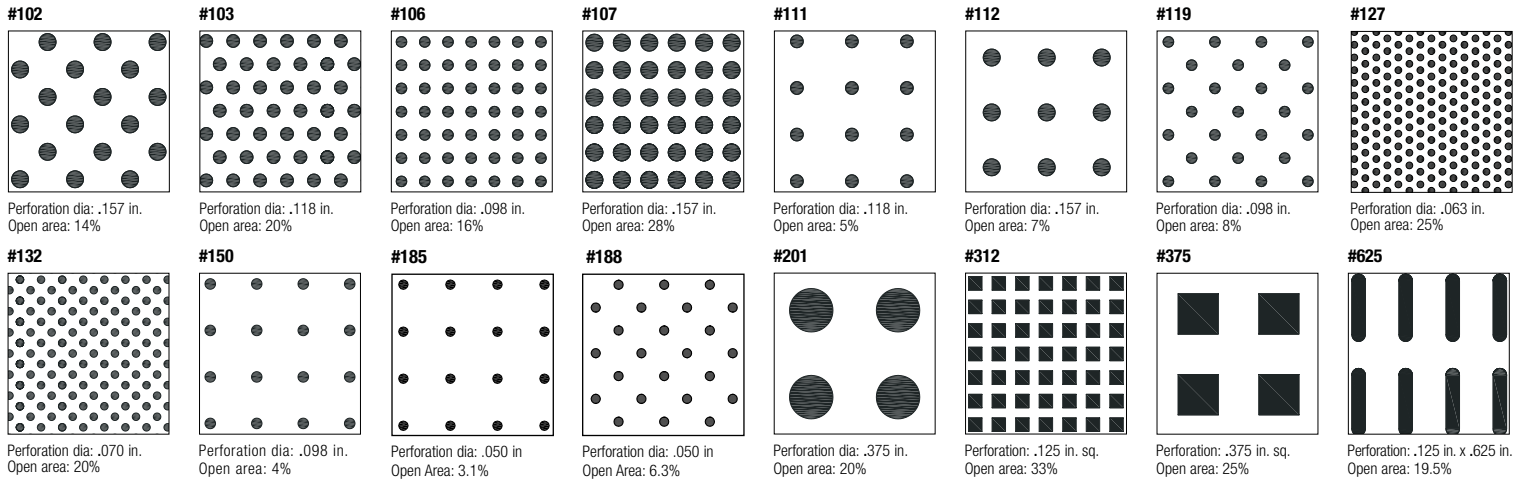 #102
Perforation dia: .157 in.
Open area: 14%
#103
Perforation dia: .118 in.
Open area: 20%
#106
Perforation dia: .098 in.
Open area: 16%
#107
Perforation dia: .157 in.
Open area: 28%
#111
Perforation dia: .118 in.
Open area: 5%
#112
Perforation dia: .157 in.
Open area: 7%
#119
Perforation dia: .098 in.
Open area: 8%
#127
Perforation dia: .063 in.
Open area: 25%
#132
Perforation dia: .070 in.
Open area: 20%
#150
Perforation dia: .098 in.
Open area: 4%
#185
Perforation dia: .050 in
Open Area: 3.1%
#188
Perforation dia: .050 in
Open Area: 6.3%
#201
Perforation dia: .375 in.
Open area: 20%
#312
Perforation: .125 in. sq.
Open area: 33%
#375
Perforation: .375 in. sq.
Open area: 25%
#625
Perforation: .125 in. x .625 in.
Open area: 19.5%